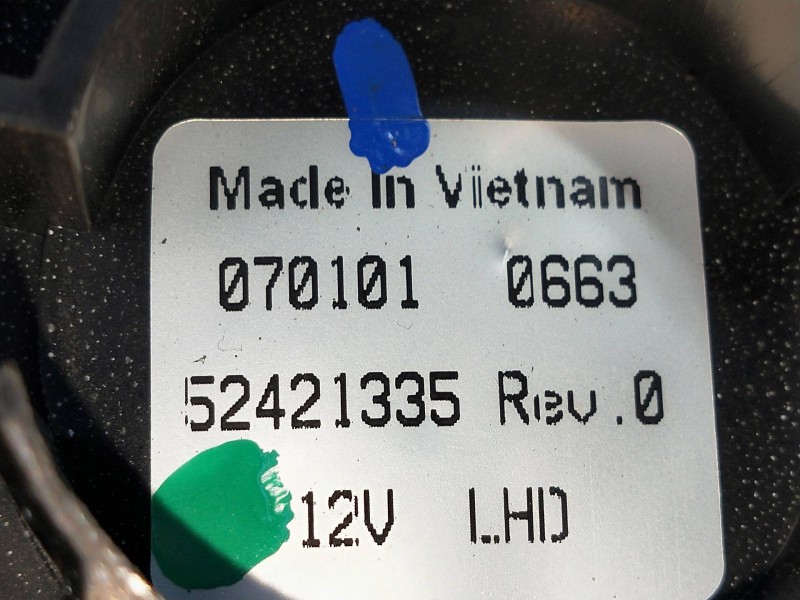 Made In Vietnam
070101 0663
52421335 Rev.0
12V LHD